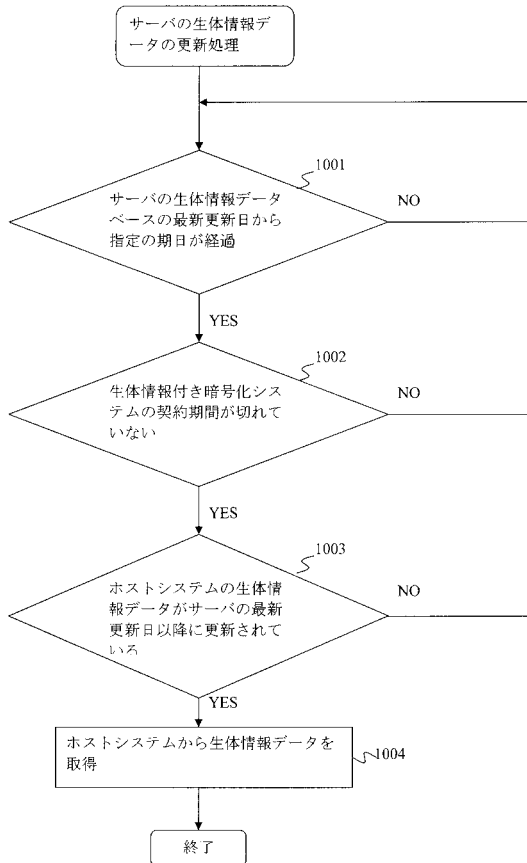 サーバの生体情報デ
ータの更新処理
1001
サーバの生体情報データ
ベースの最新更新日から
指定の期日が経過
NO
YES
1002
生体情報付き暗号化シス
テムの契約期間が切れて
いない
NO
YES
1003
ホストシステムの生体情
報データがサーバの最新
更新日以降に更新されて
いる
NO
YES
ホストシステムから生体情報データを
取得
1004
終了